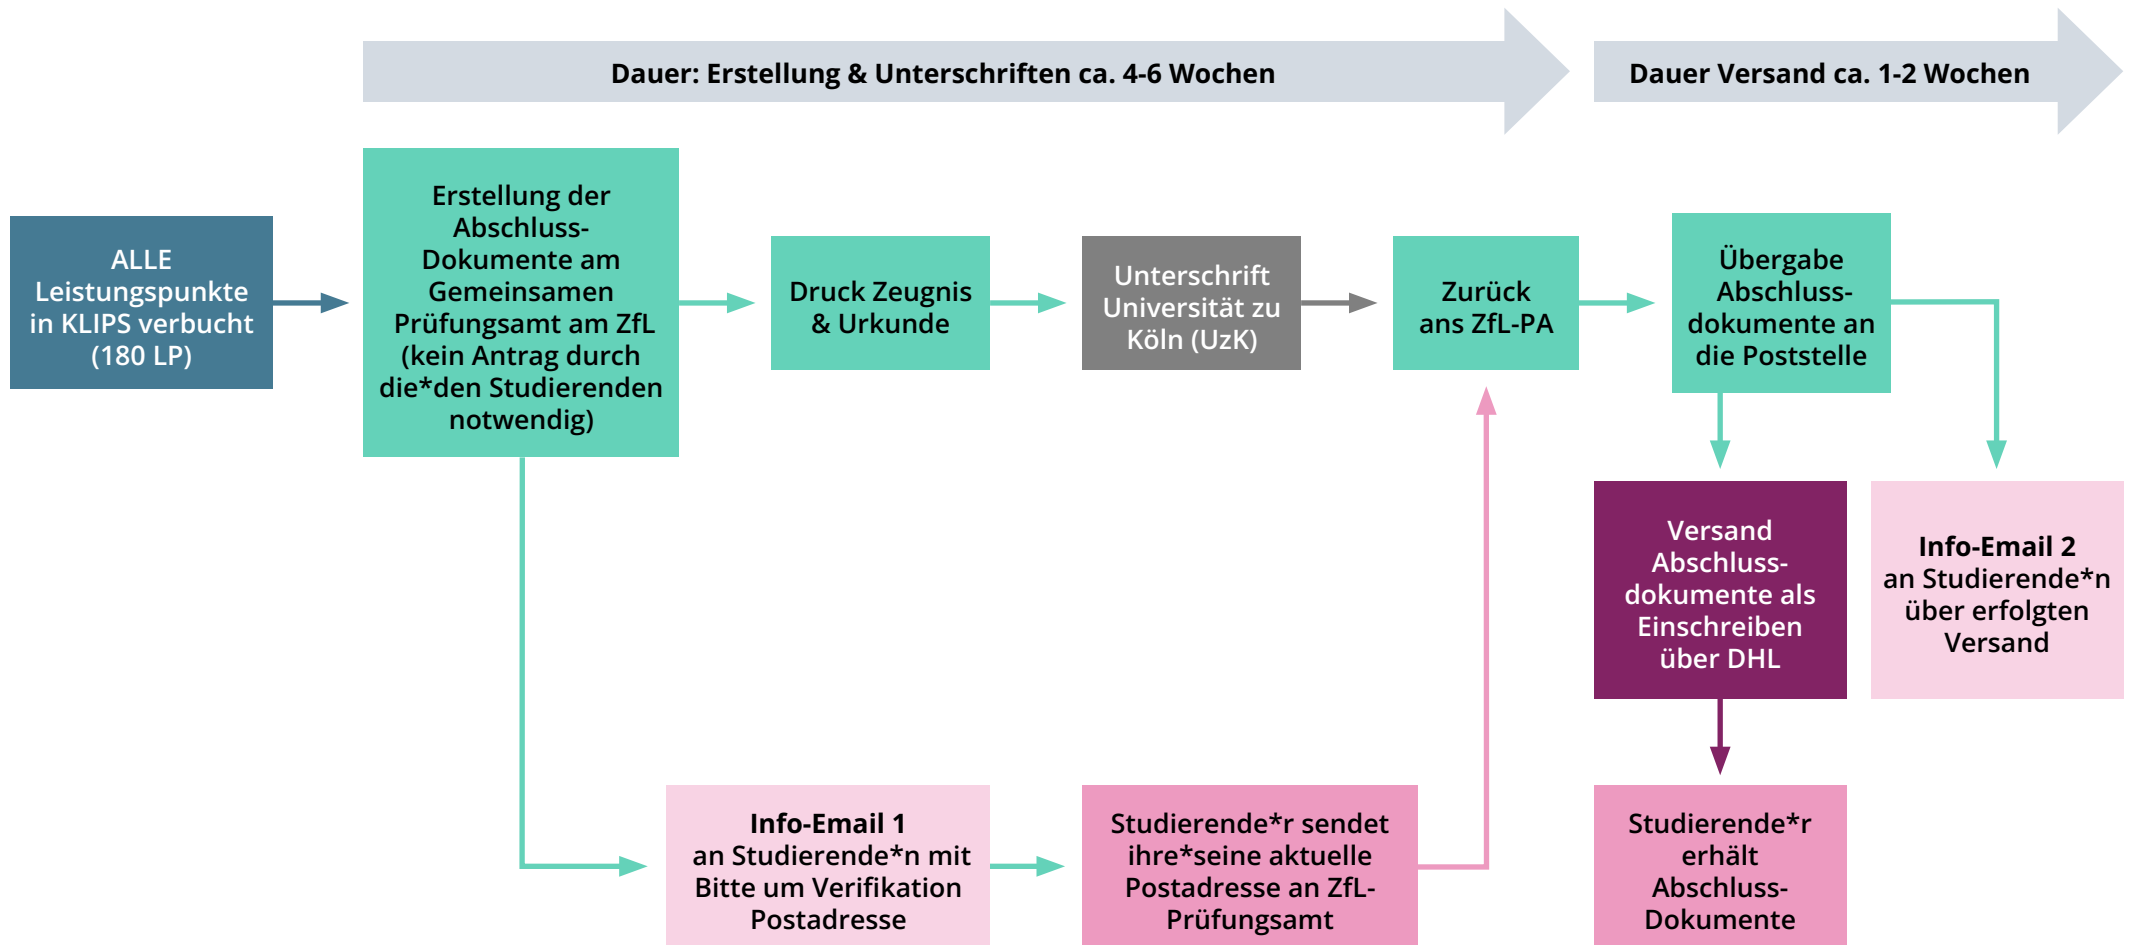 Dauer: Erstellung & Unterschriften ca. 4-6 Wochen
Dauer Versand ca. 1-2 Wochen
ALLE
Leistungspunkte
in KLIPS verbucht
(180 LP)
Erstellung der
Abschluss-
Dokumente am
Gemeinsamen
Prüfungsamt am ZfL
(kein Antrag durch
die*den Studierenden
notwendig)
Druck Zeugnis
& Urkunde
Unterschrift
Universität zu
Köln (UzK)
Zurück
ans ZfL-PA
Übergabe
Abschluss-
dokumente an
die Poststelle
Versand
Abschluss-
dokumente als
Einschreiben
über DHL
Info-Email 2
an Studierende*n
über erfolgten
Versand
Info-Email 1
an Studierende*n mit
Bitte um Verifikation
Postadresse
Studierende*r sendet
ihre*seine aktuelle
Postadresse an ZfL-
Prüfungsamt
Studierende*r
erhält
Abschluss-
Dokumente